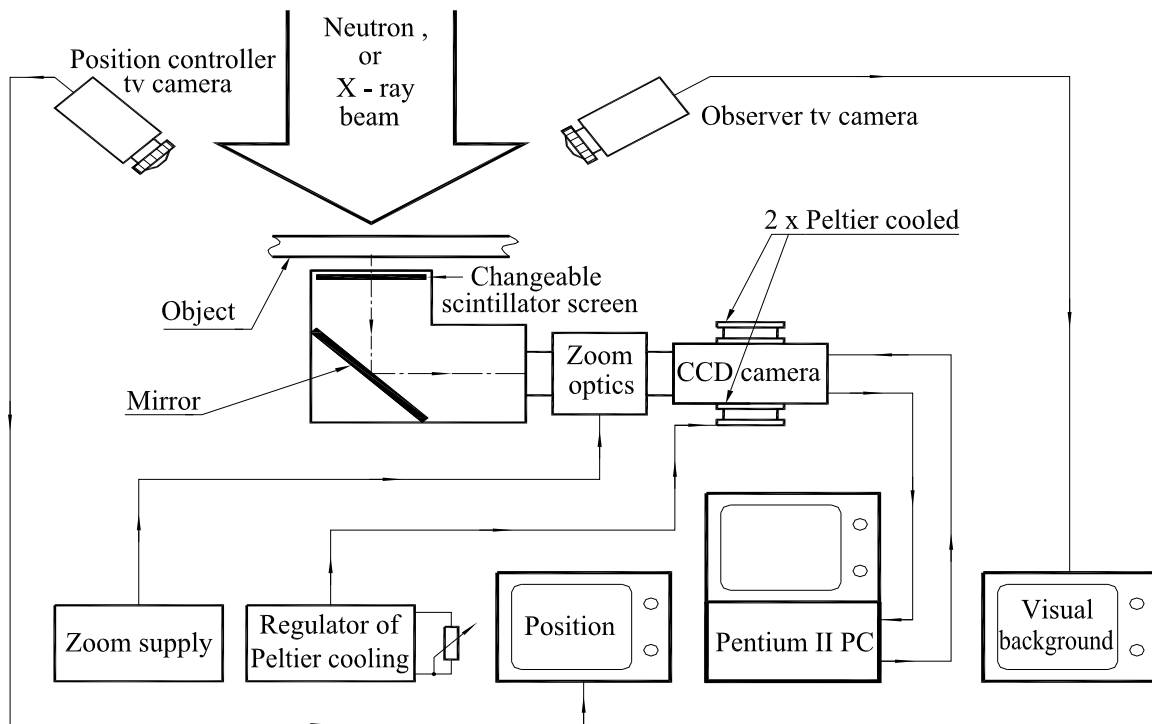 Neutron ,
or
X - ray
beam
Position controller
tv camera
Observer tv camera
2 x Peltier cooled
Changeable
scintillator screen
Object
Zoom
optics
CCD camera
Mirror
Zoom supply
Regulator of
Peltier cooling
Position
Pentium II PC
Visual
background